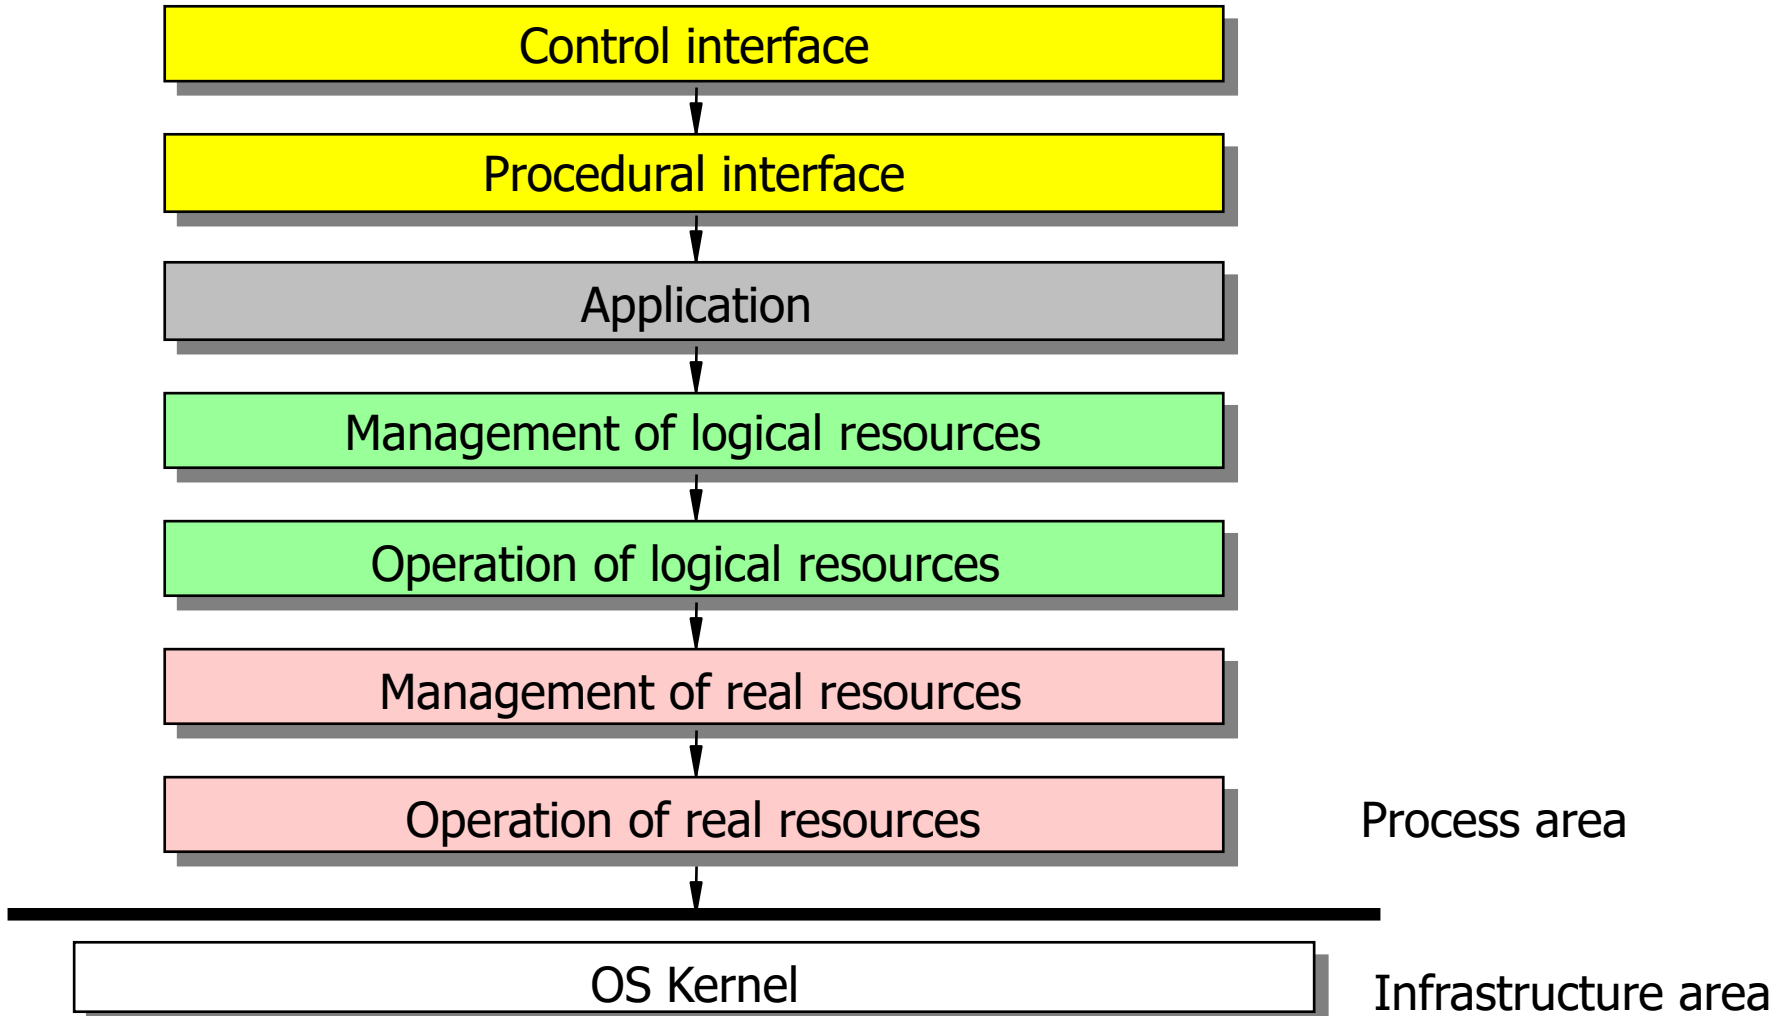 Control interface
Procedural interface
Application
Management of logical resources
Operation of logical resources
Management of real resources
Operation of real resources
Process area
OS Kernel
Infrastructure area